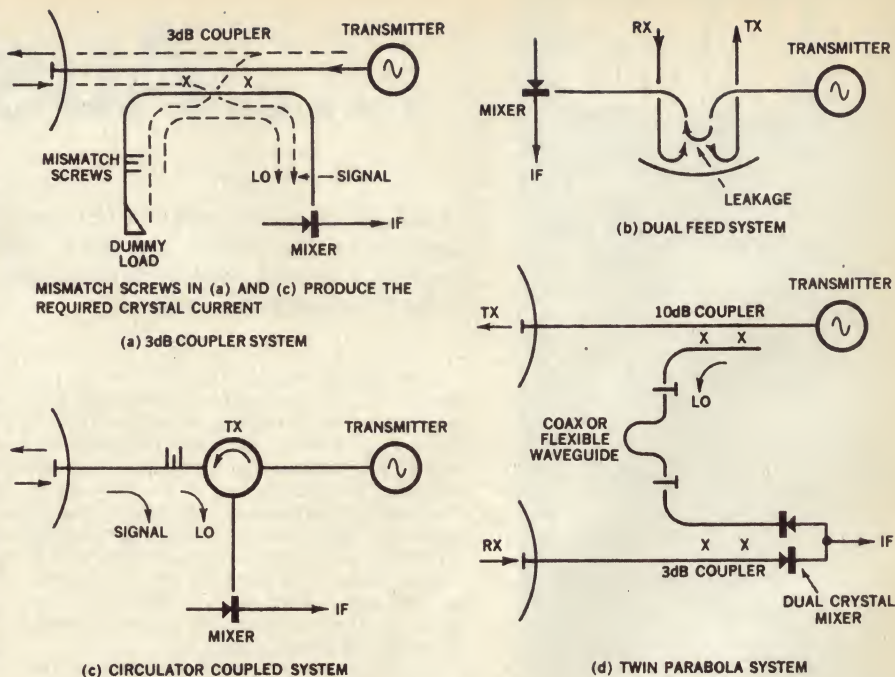 3dB COUPLER
TRANSMITTER
X X
MISMATCH
SCREWS
LO
SIGNAL
DUMMY
LOAD
MIXER
IF
MISMATCH SCREWS IN (a) AND (c) PRODUCE THE
REQUIRED CRYSTAL CURRENT
(a) 3dB COUPLER SYSTEM
RX
TX
TRANSMITTER
MIXER
IF
LEAKAGE
(b) DUAL FEED SYSTEM
TX
TRANSMITTER
SIGNAL
LO
MIXER
IF
(c) CIRCULATOR COUPLED SYSTEM
TX
10dB COUPLER
TRANSMITTER
X X
LO
COAX OR
FLEXIBLE
WAVEGUIDE
RX
X X
3dB COUPLER
IF
DUAL CRYSTAL
MIXER
(d) TWIN PARABOLA SYSTEM